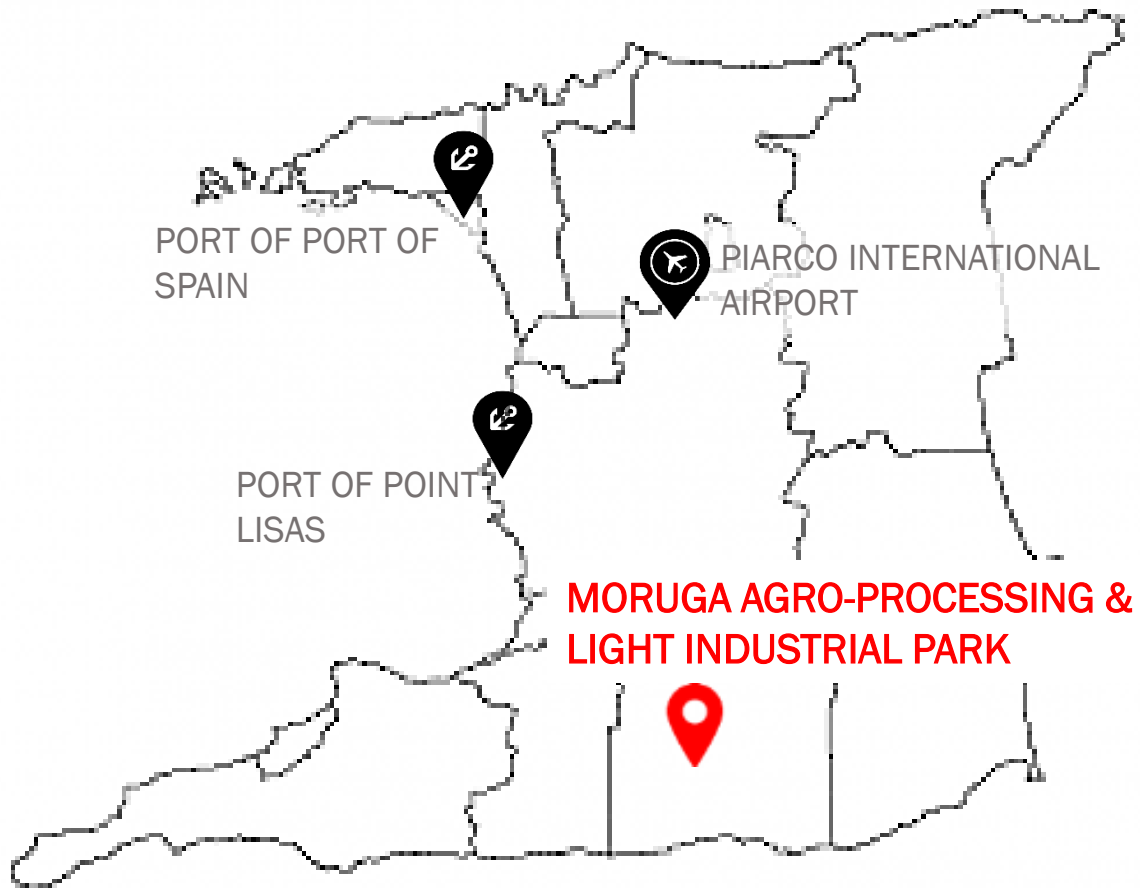 PORT OF PORT OF
SPAIN
PIARCO INTERNATIONAL
AIRPORT
PORT OF POINT
LISAS
MORUGA AGRO-PROCESSING &
LIGHT INDUSTRIAL PARK